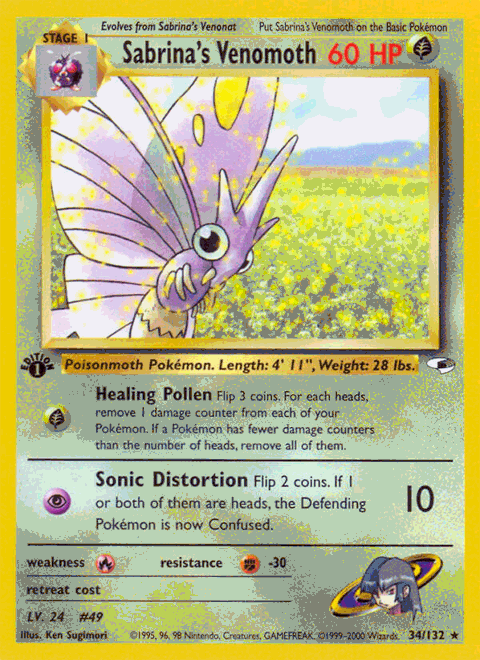 Evolves from Sabrina's Venonat
Put Sabrina's Venomoth on the Basic Pokémon
STAGE 1
Sabrina's Venomoth 60 HP
EDITION
1
Poisonmoth Pokémon. Length: 4' 11", Weight: 28 lbs.
Healing Pollen Flip 3 coins. For each heads,
remove 1 damage counter from each of your
Pokémon. If a Pokémon has fewer damage counters
than the number of heads, remove all of them.
Sonic Distortion Flip 2 coins. If 1
or both of them are heads, the Defending
Pokémon is now Confused.
10
weakness
resistance
-30
retreat cost
LV. 24 #49
Illus. Ken Sugimori
©1995, 96, 98 Nintendo, Creatures, GAMEFREAK. ©1999-2000 Wizards.
34/132 ★